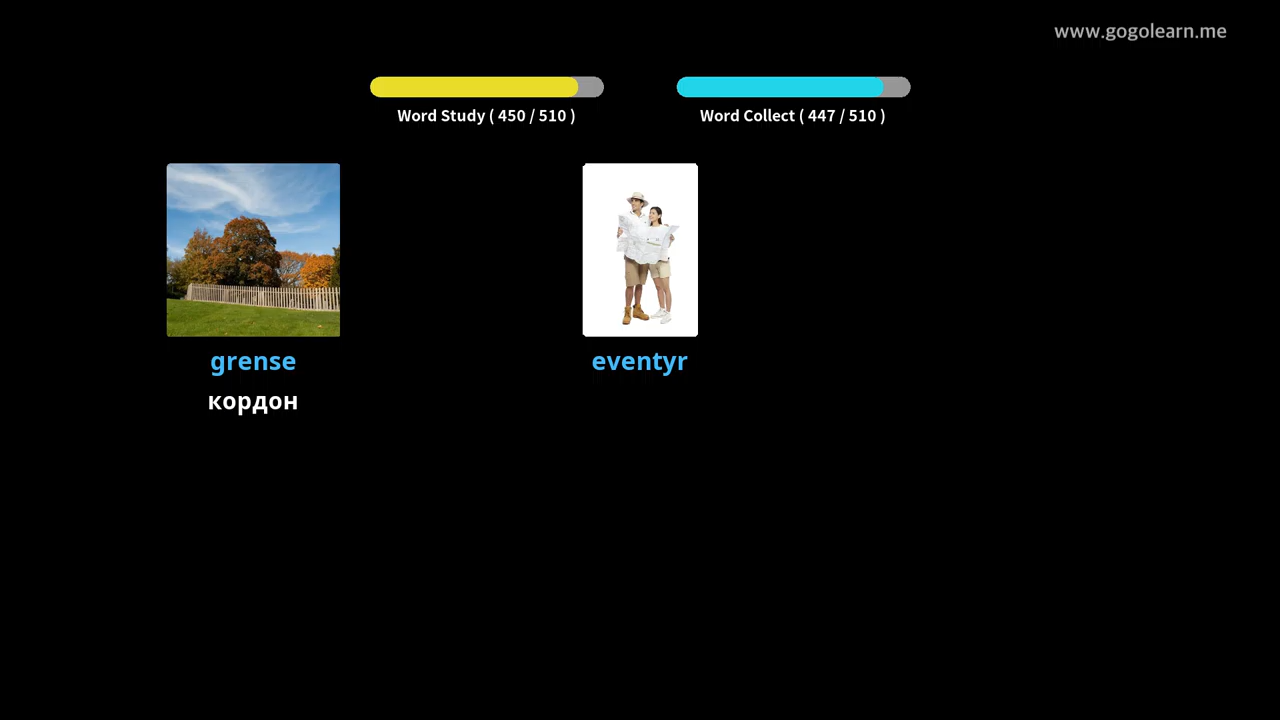 www.gogolearn.me
Word Study ( 450 / 510 )
Word Collect ( 447 / 510 )
grense
eventyr
кордон